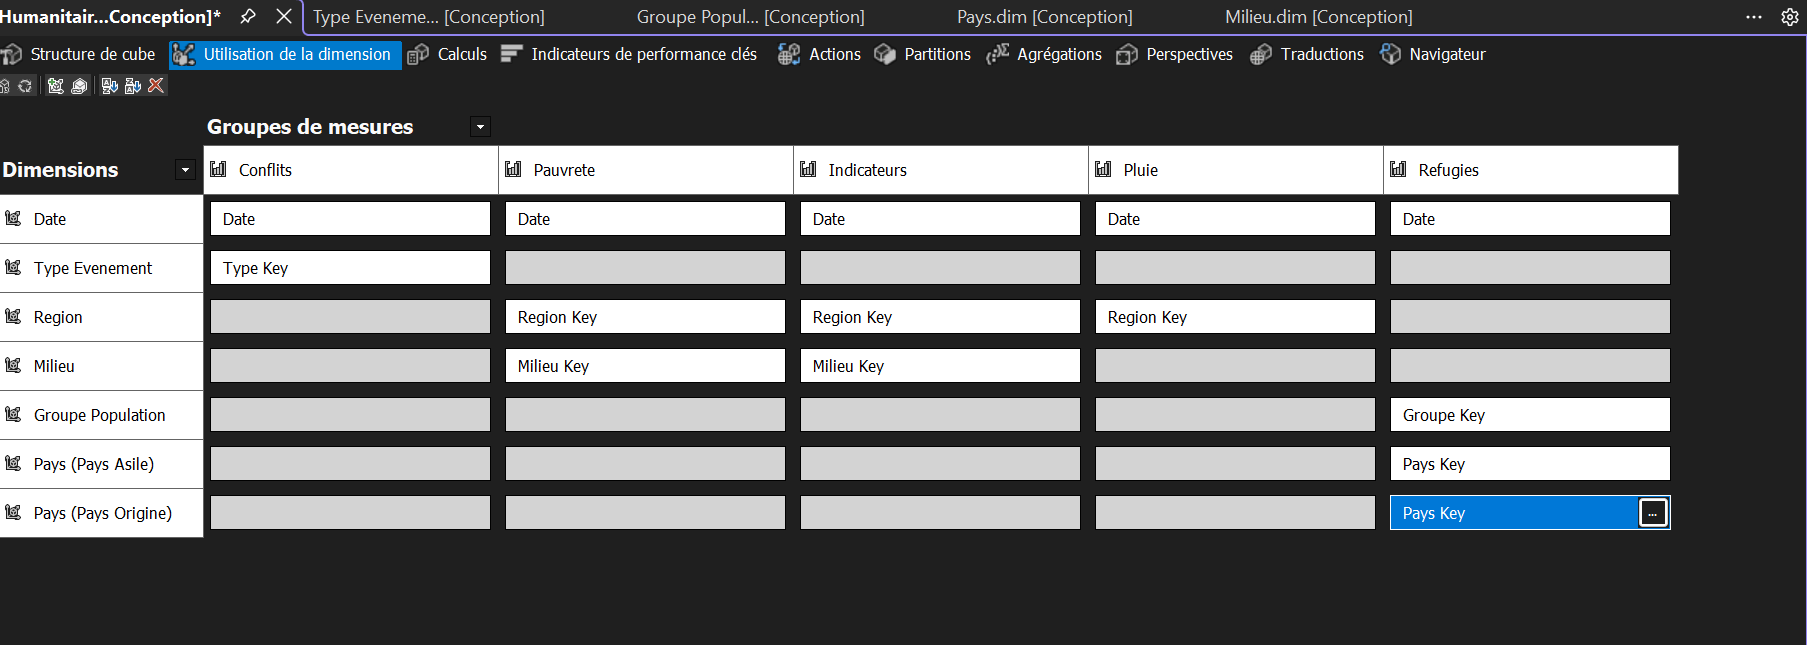 Humanitair...Conception]* Type Eveneme... [Conception] Groupe Popul... [Conception] Pays.dim [Conception] Milieu.dim [Conception] ...
Structure de cube Utilisation de la dimension Calculs Indicateurs de performance clés Actions Partitions Agrégations Perspectives Traductions Navigateur
Groupes de mesures
Dimensions Conflits Pauvrete Indicateurs Pluie Refugies
Date Date Date Date Date Date
Type Evenement Type Key
Region Region Key Region Key Region Key
Milieu Milieu Key Milieu Key
Groupe Population Groupe Key
Pays (Pays Asile) Pays Key
Pays (Pays Origine) Pays Key ...